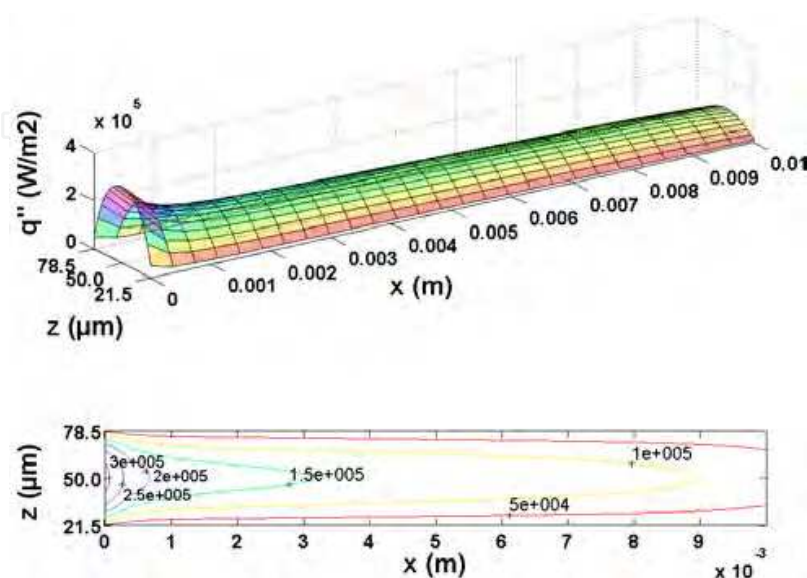 x 10 5
q'' (W/m2)
4
2
0
78.5
50.0
21.5
z (µm)
0
0.001
0.002
0.003
0.004
0.005
0.006
0.007
0.008
0.009
0.01
x (m)
78.5
50.0
21.5
z (µm)
3e+005
2e+005
2.5e+005
1.5e+005
1e+005
5e+004
0 1 2 3 4 5 6 7 8 9
x (m)
x 10 -3